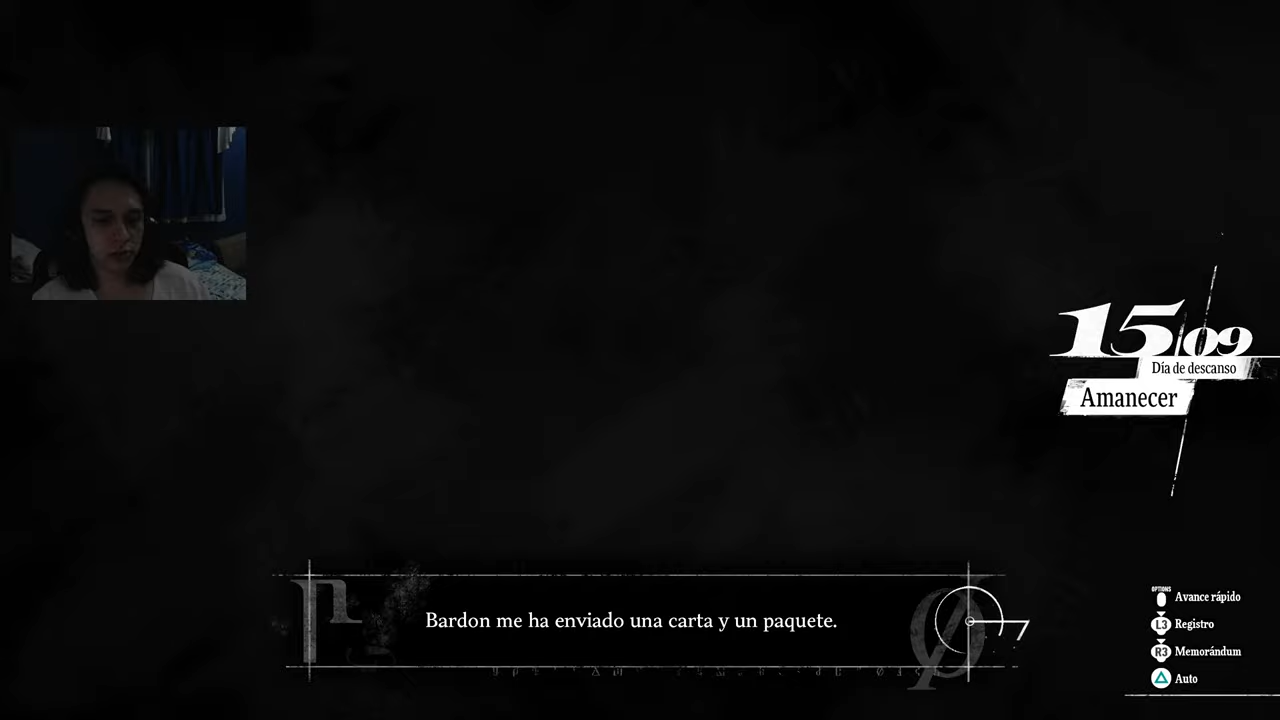 15/09
Día de descanso
Amanecer
Bardon me ha enviado una carta y un paquete.
OPTIONS
Avance rápido
L3 Registro
R3 Memorándum
Auto